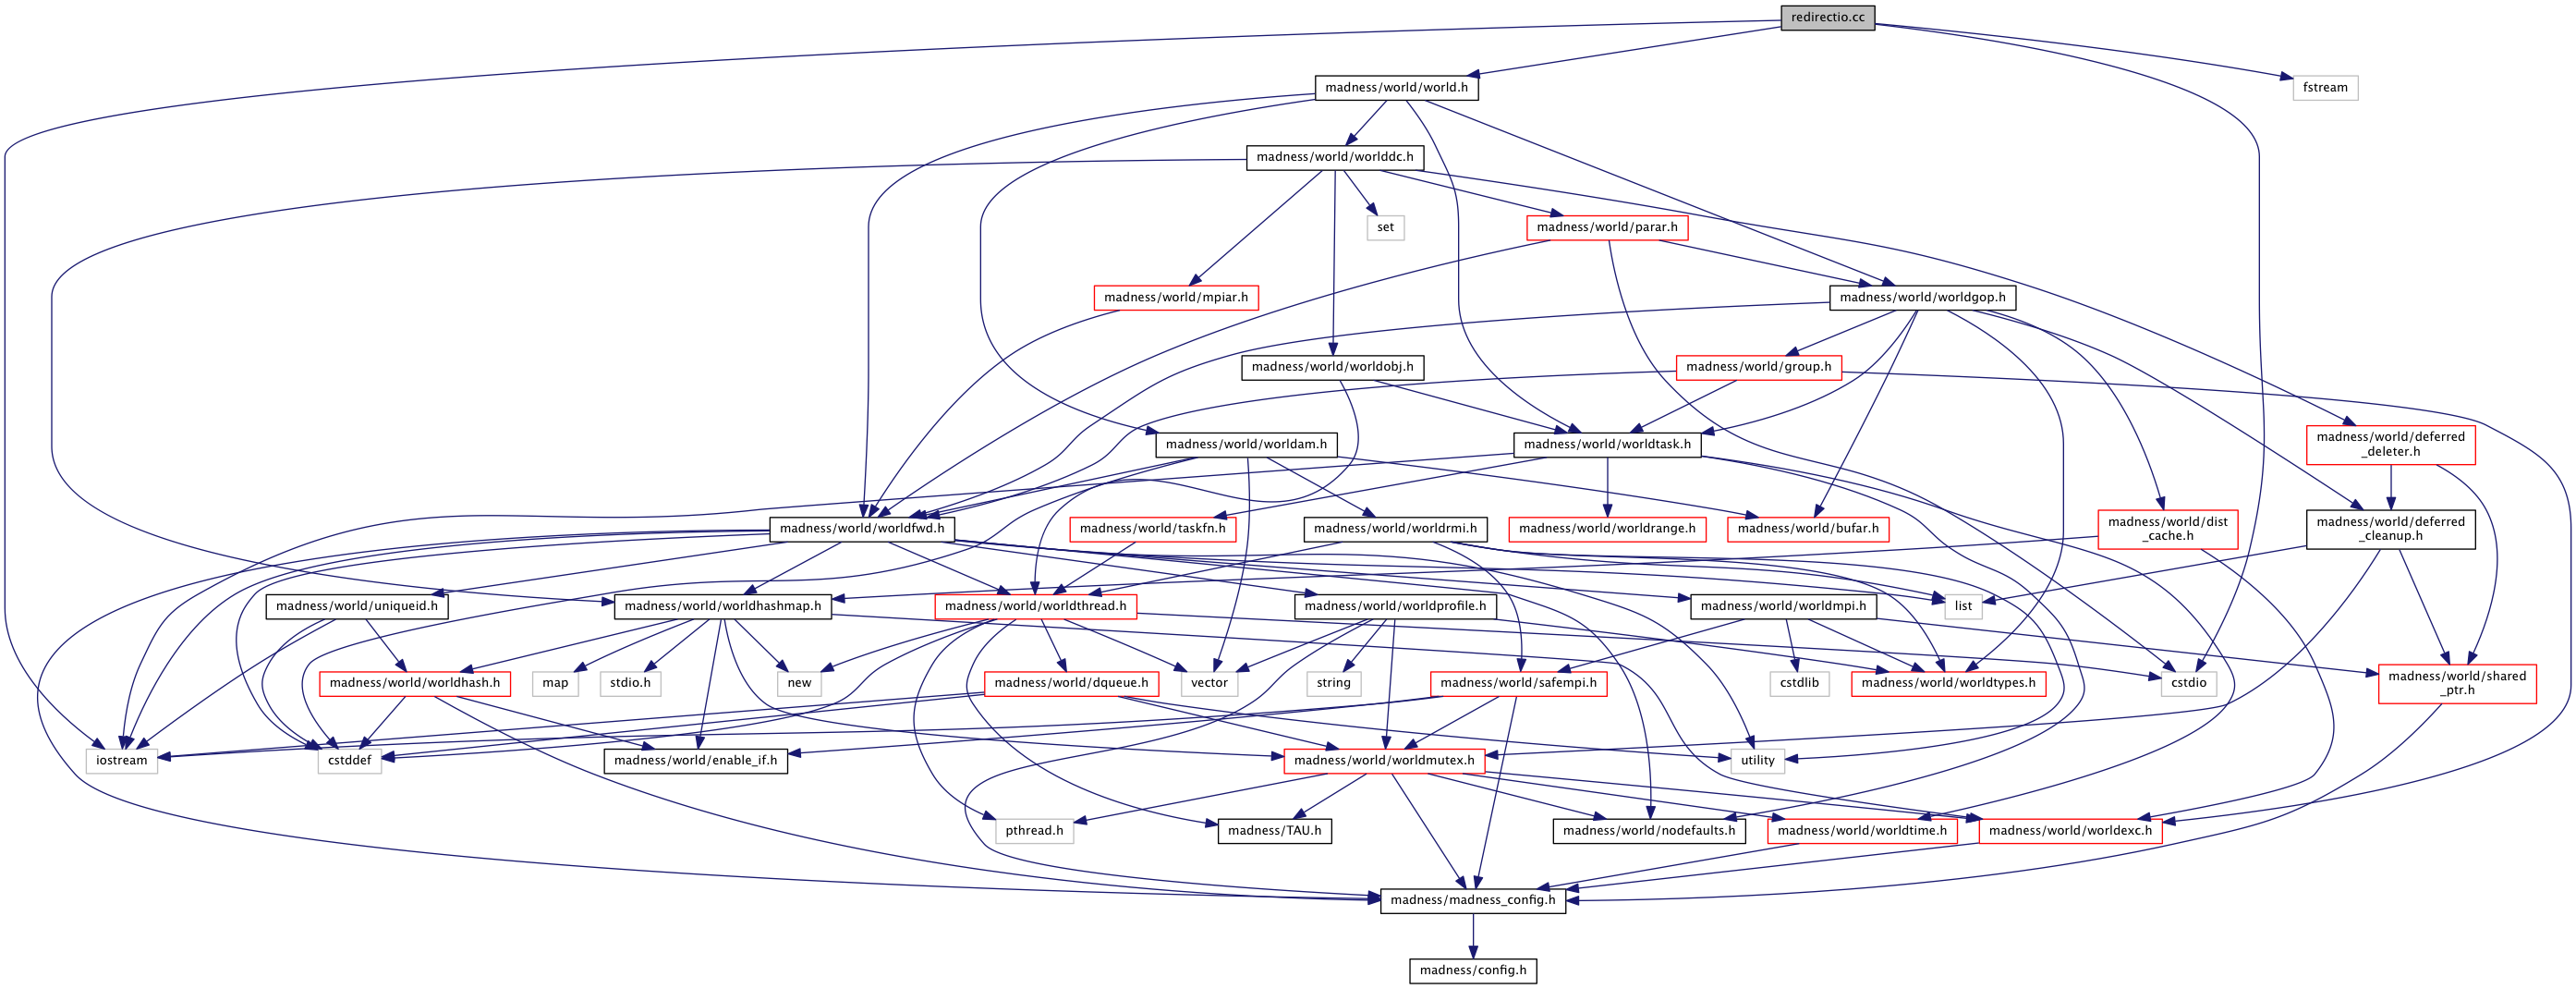 redirectio.cc
madness/world/world.h
fstream
madness/world/worlddc.h
set
madness/world/parar.h
madness/world/mpiar.h
madness/world/worldgop.h
madness/world/worldobj.h
madness/world/group.h
madness/world/worldam.h
madness/world/worldtask.h
madness/world/deferred
_deleter.h
madness/world/worldfwd.h
madness/world/taskfn.h
madness/world/worldrmi.h
madness/world/worldrange.h
madness/world/bufar.h
madness/world/dist
_cache.h
madness/world/deferred
_cleanup.h
madness/world/uniqueid.h
madness/world/worldhashmap.h
madness/world/worldthread.h
madness/world/worldprofile.h
madness/world/worldmpi.h
list
madness/world/worldhash.h
map
stdio.h
new
madness/world/dqueue.h
vector
string
madness/world/safempi.h
cstdlib
madness/world/worldtypes.h
cstdio
madness/world/shared
_ptr.h
iostream
cstddef
madness/world/enable_if.h
madness/world/worldmutex.h
utility
pthread.h
madness/TAU.h
madness/world/nodefaults.h
madness/world/worldtime.h
madness/world/worldexc.h
madness/madness_config.h
madness/config.h